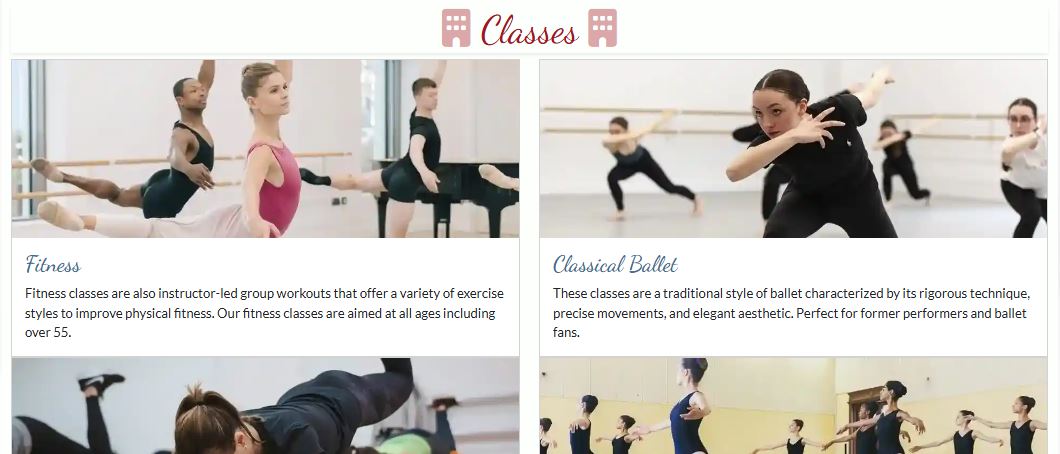 Classes
Fitness
Fitness classes are also instructor-led group workouts that offer a variety of exercise
styles to improve physical fitness. Our fitness classes are aimed at all ages including
over 55.
Classical Ballet
These classes are a traditional style of ballet characterized by its rigorous technique,
precise movements, and elegant aesthetic. Perfect for former performers and ballet
fans.